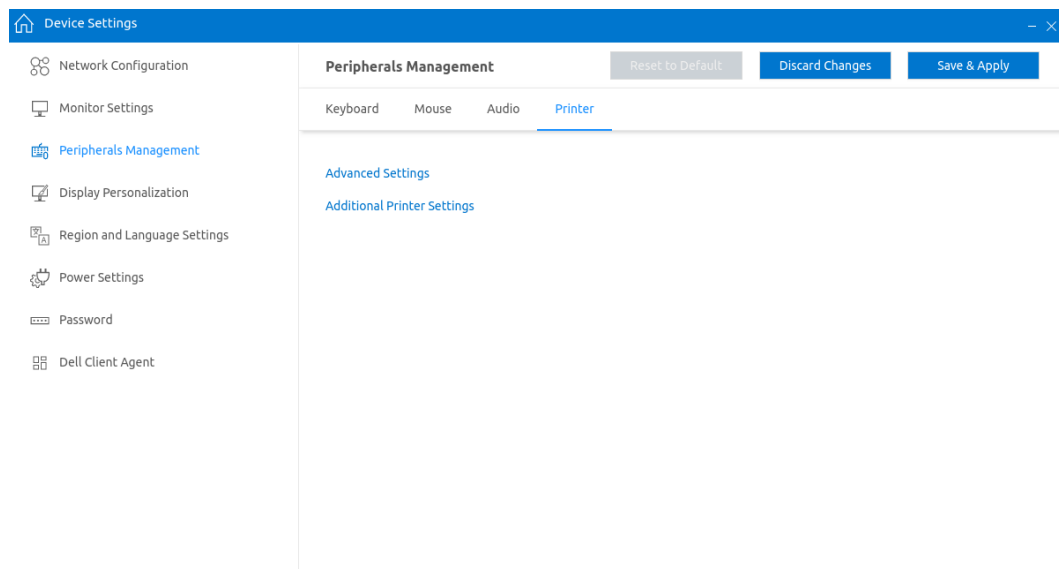 Device Settings
Network Configuration
Monitor Settings
Peripherals Management
Display Personalization
Region and Language Settings
Power Settings
Password
Dell Client Agent
Peripherals Management
Reset to Default
Discard Changes
Save & Apply
Keyboard Mouse Audio Printer
Advanced Settings
Additional Printer Settings